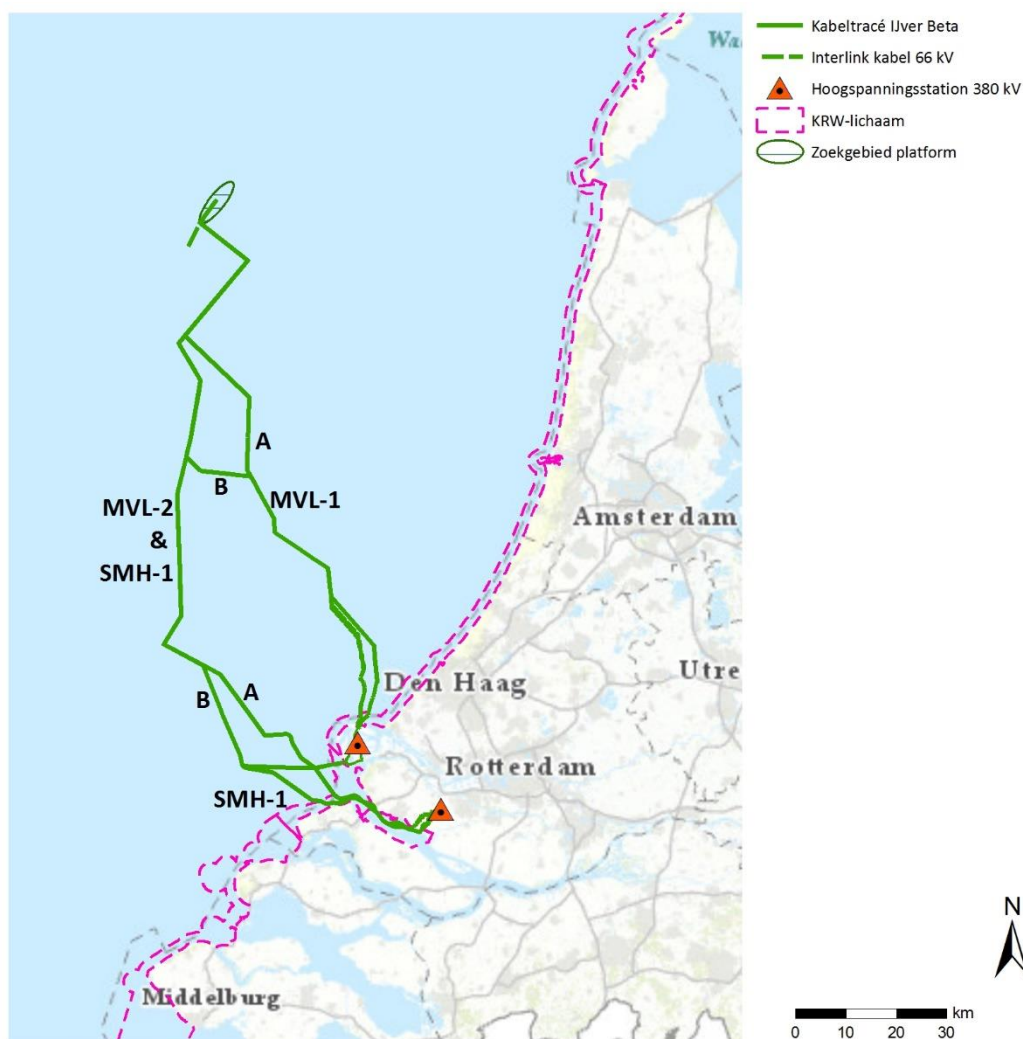 Wa
Kabeltracé IJver Beta
Interlink kabel 66 kV
Hoogspanningsstation 380 kV
KRW-lichaam
Zoekgebied platform
A
B
MVL-1
MVL-2
&
SMH-1
Amsterdam
Utre
B
A
Den Haag
Rotterdam
SMH-1
Middelburg
N
0 10 20 30 km